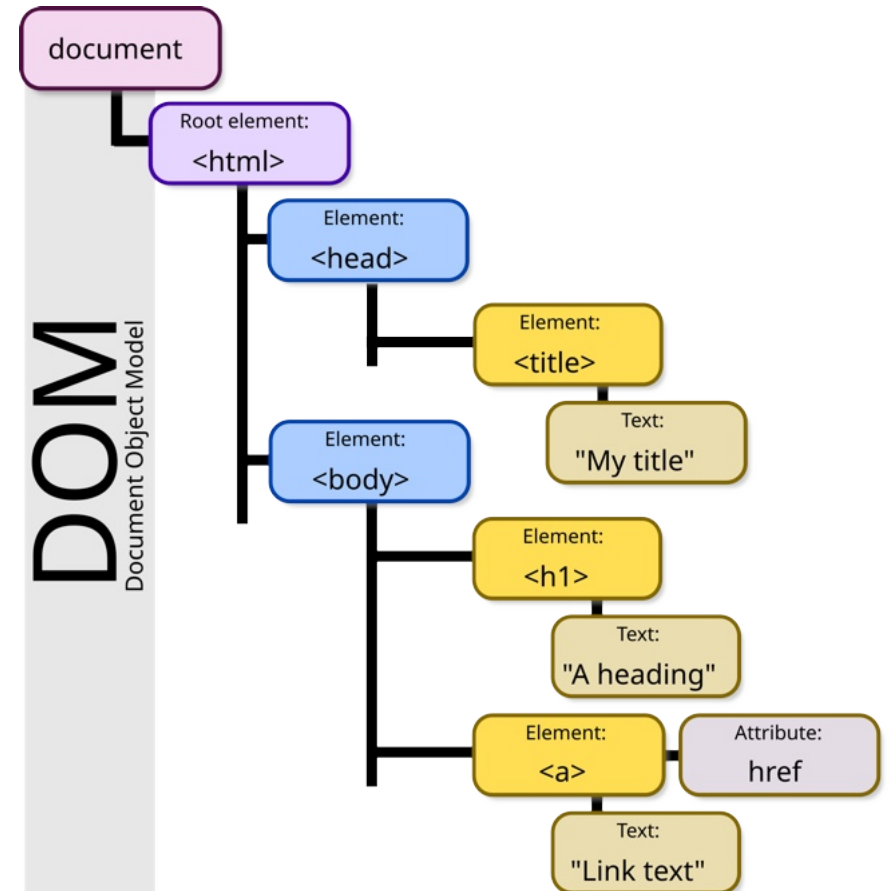 document
Root element:
<html>
Element:
<head>
Element:
<title>
Text:
"My title"
Element:
<body>
Element:
<h1>
Text:
"A heading"
Element:
<a>
Attribute:
href
Text:
"Link text"
DOM
Document Object Model